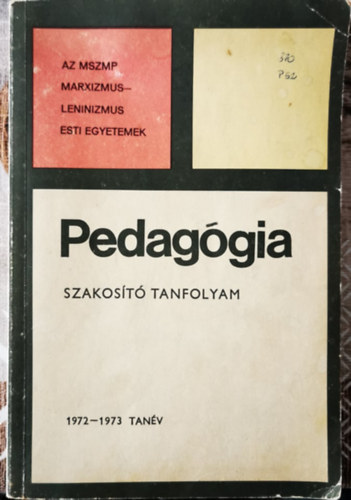 AZ MSZMP
MARXIZMUS–
LENINIZMUS
ESTI EGYETEMEK
Pedagógia
SZAKOSÍTÓ TANFOLYAM
1972–1973 TANÉV